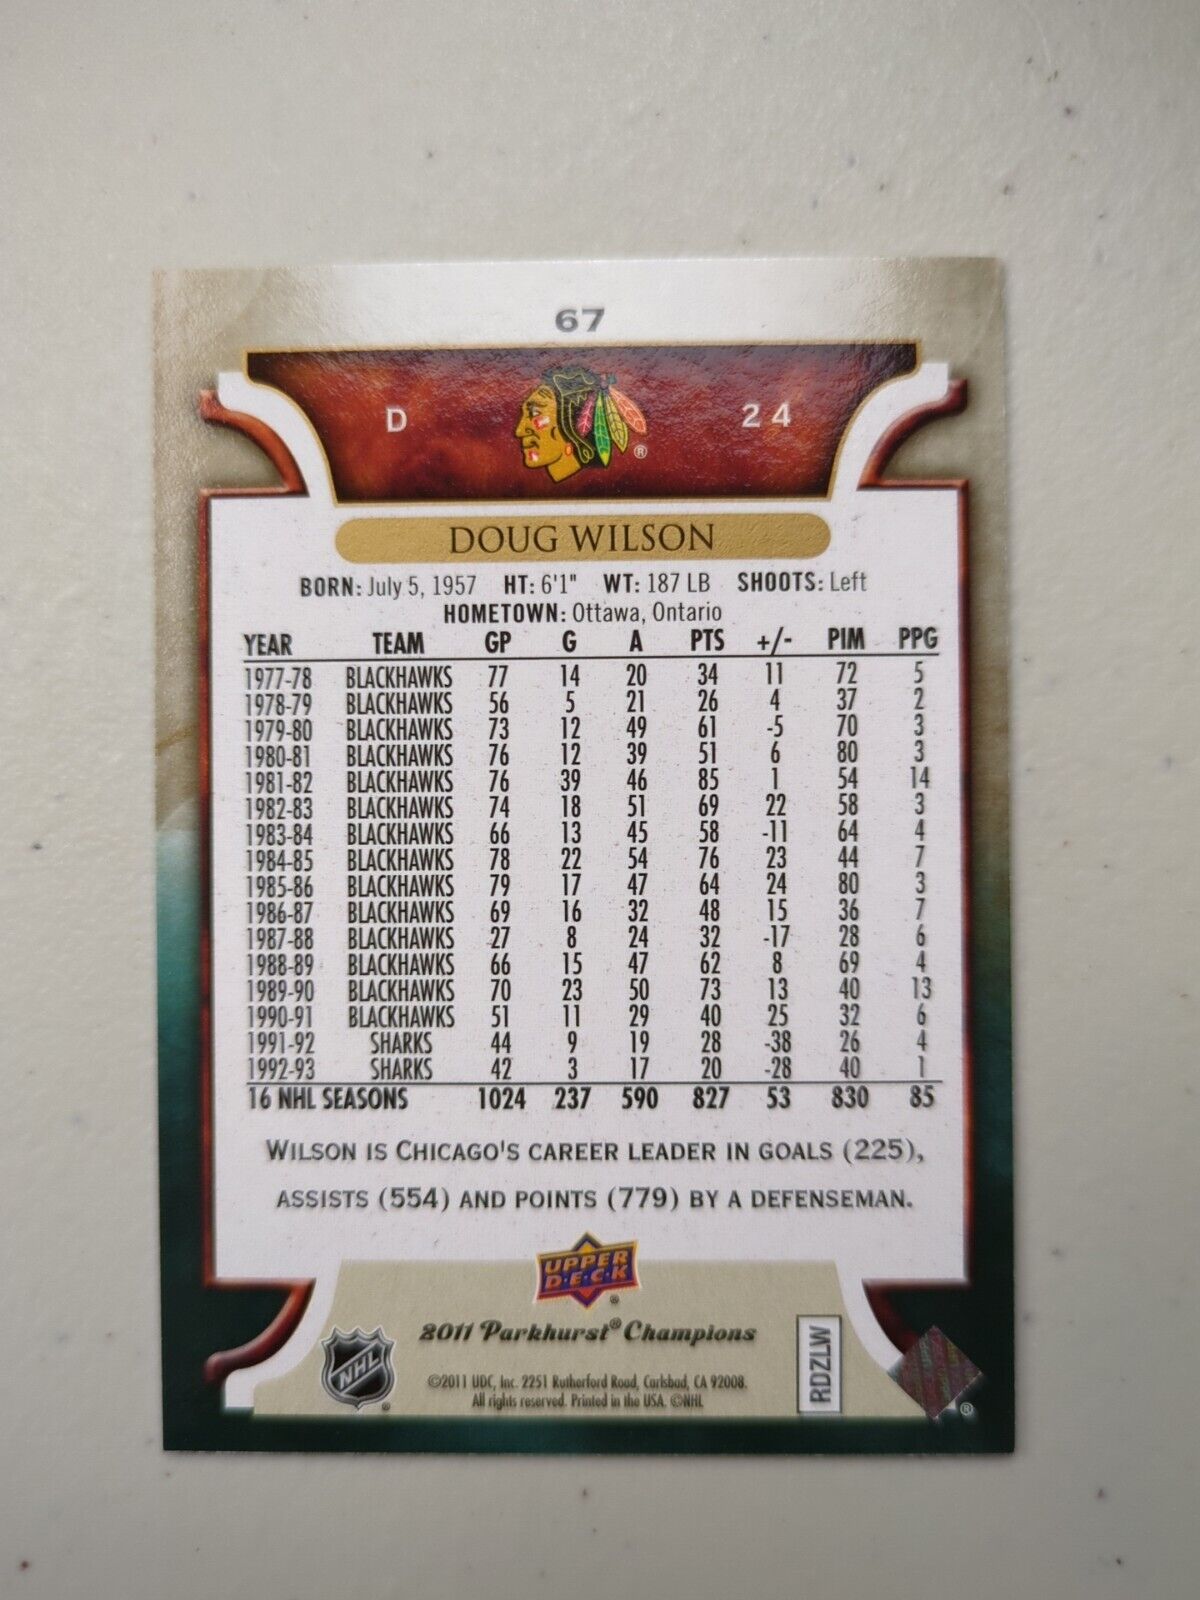 67
D 24
®
DOUG WILSON
BORN: July 5, 1957 HT: 6'1" WT: 187 LB SHOOTS: Left
HOMETOWN: Ottawa, Ontario
YEAR TEAM GP G A PTS +/- PIM PPG
1977-78 BLACKHAWKS 77 14 20 34 11 72 5
1978-79 BLACKHAWKS 56 5 21 26 4 37 2
1979-80 BLACKHAWKS 73 12 49 61 -5 70 3
1980-81 BLACKHAWKS 76 12 39 51 6 80 3
1981-82 BLACKHAWKS 76 39 46 85 1 54 14
1982-83 BLACKHAWKS 74 18 51 69 22 58 3
1983-84 BLACKHAWKS 66 13 45 58 -11 64 4
1984-85 BLACKHAWKS 78 22 54 76 23 44 7
1985-86 BLACKHAWKS 79 17 47 64 24 80 3
1986-87 BLACKHAWKS 69 16 32 48 15 36 7
1987-88 BLACKHAWKS 27 8 24 32 -17 28 6
1988-89 BLACKHAWKS 66 15 47 62 8 69 4
1989-90 BLACKHAWKS 70 23 50 73 13 40 13
1990-91 BLACKHAWKS 51 11 29 40 25 32 6
1991-92 SHARKS 44 9 19 28 -38 26 4
1992-93 SHARKS 42 3 17 20 -28 40 1
16 NHL SEASONS 1024 237 590 827 53 830 85
WILSON IS CHICAGO'S CAREER LEADER IN GOALS (225),
ASSISTS (554) AND POINTS (779) BY A DEFENSEMAN.
UPPER
DECK®
2011 Parkhurst® Champions
NHL®
©2011 UDC, Inc. 2251 Rutherford Road, Carlsbad, CA 92008.
All rights reserved. Printed in the USA. ©NHL
RDZLW
®